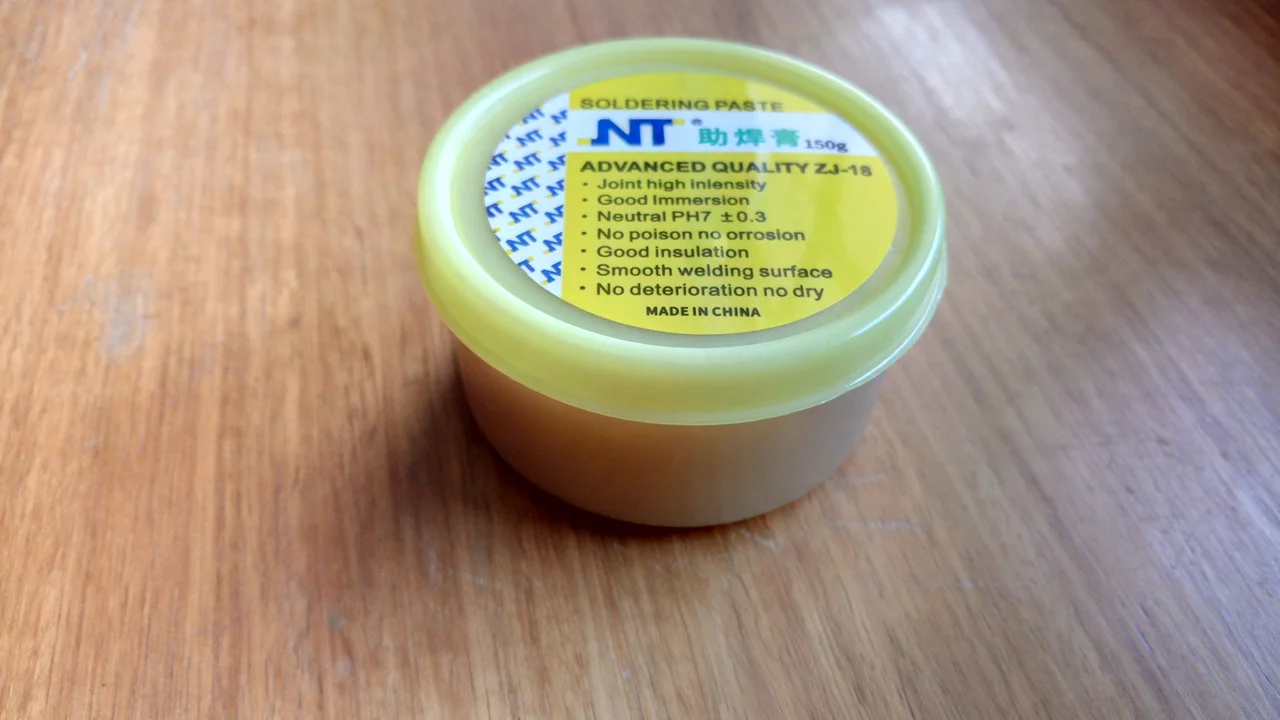 SOLDERING PASTE
NT® 助焊膏 150g
ADVANCED QUALITY ZJ-18
• Joint high inlensity
• Good Immersion
• Neutral PH7 ±0.3
• No poison no orrosion
• Good insulation
• Smooth welding surface
• No deterioration no dry
MADE IN CHINA